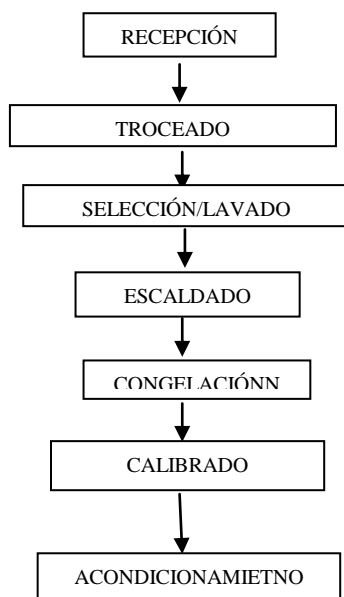 RECEPCIÓN
TROCEADO
SELECCIÓN/LAVADO
ESCALDADO
CONGELACIÓNN
CALIBRADO
ACONDICIONAMIETNO